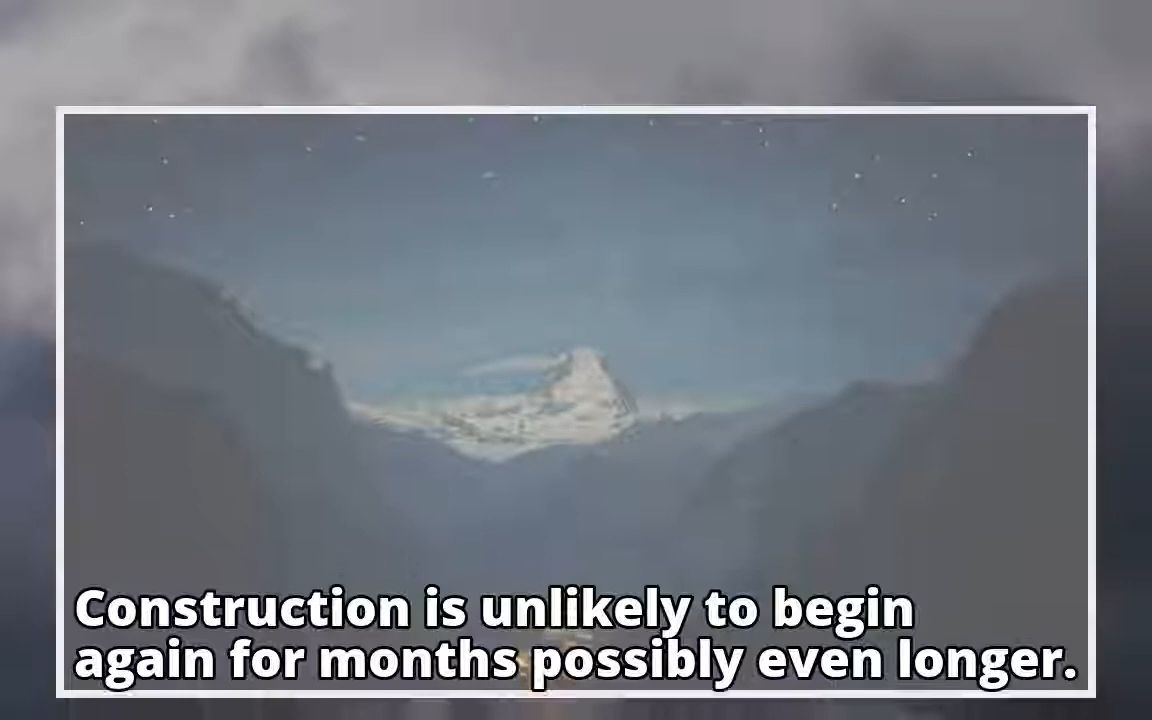 Construction is unlikely to begin
again for months possibly even longer.